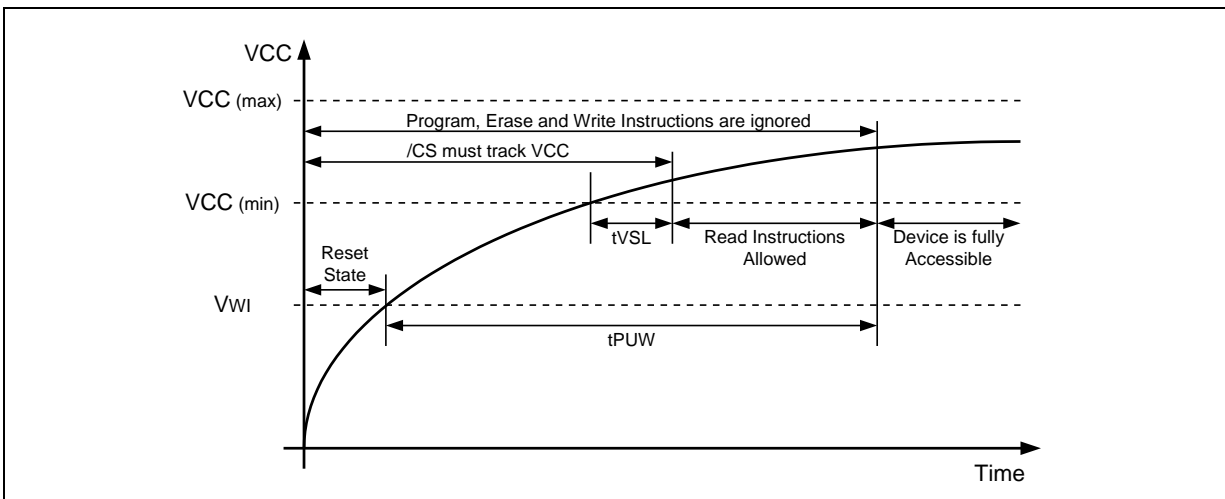 VCC
VCC (max)
Program, Erase and Write Instructions are ignored
/CS must track VCC
VCC (min)
tVSL
Read Instructions
Allowed
Device is fully
Accessible
Reset
State
VWI
tPUW
Time